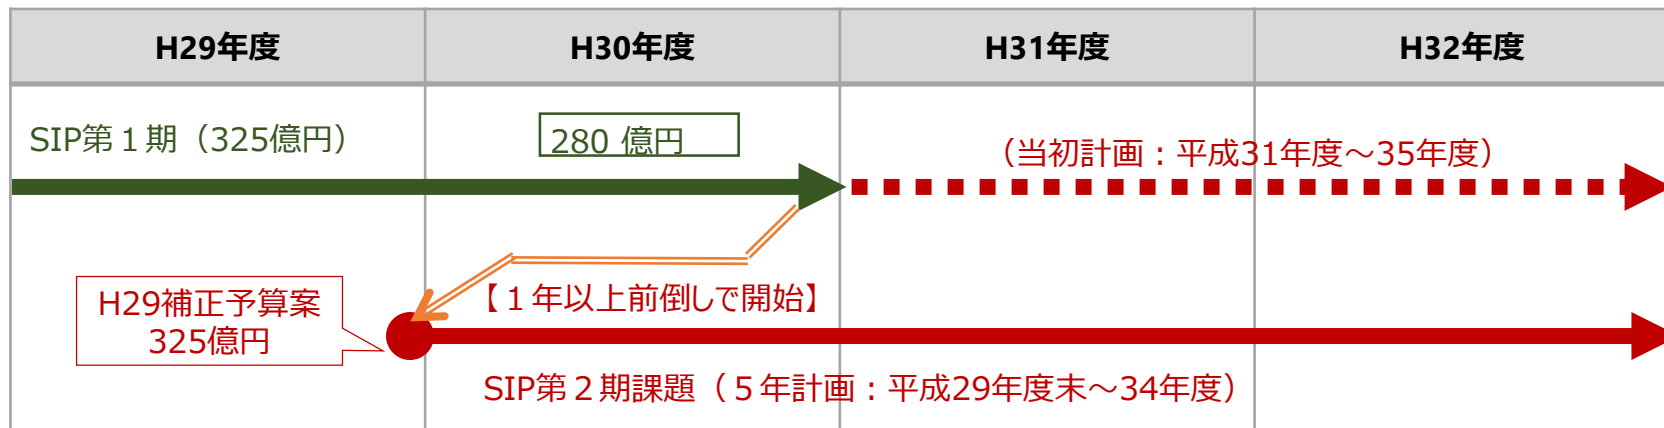 H29年度
H30年度
H31年度
H32年度
SIP第１期（325億円）
280 億円
（当初計画：平成31年度～35年度）
【１年以上前倒しで開始】
H29補正予算案
325億円
SIP第２期課題（５年計画：平成29年度末～34年度）